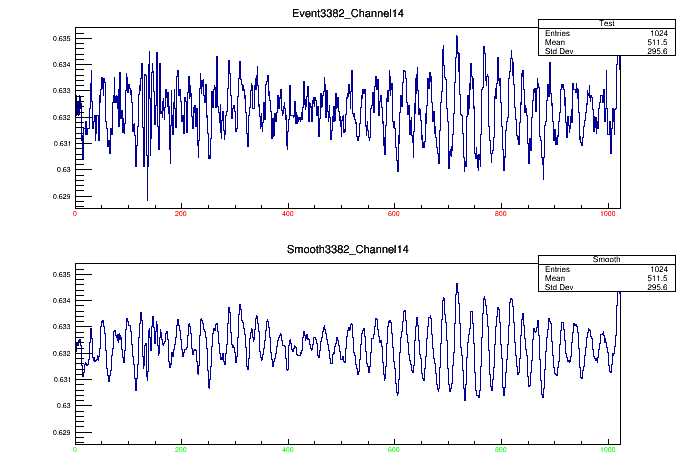 Event3382_Channel14
Test
Entries 1024
Mean 511.5
Std Dev 295.6
0.635
0.634
0.633
0.632
0.631
0.63
0.629
0 200 400 600 800 1000
Smooth3382_Channel14
Smooth
Entries 1024
Mean 511.5
Std Dev 295.6
0.635
0.634
0.633
0.632
0.631
0.63
0.629
0 200 400 600 800 1000